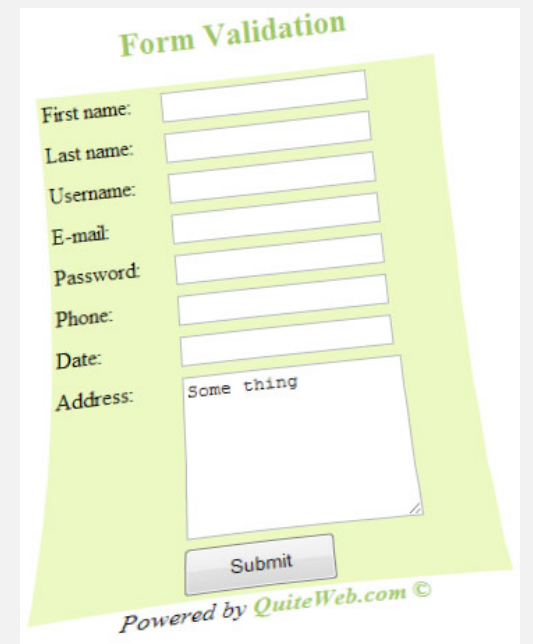 Form Validation
First name:
Last name:
Username:
E-mail:
Password:
Phone:
Date:
Address:
Some thing
Submit
Powered by QuiteWeb.com ©